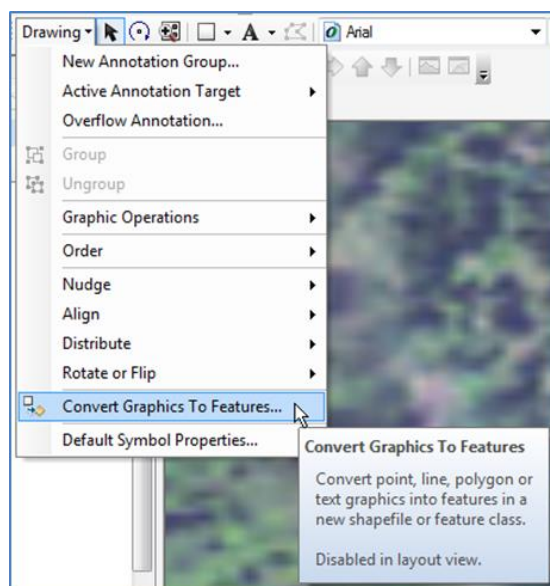 Drawing A Arial
New Annotation Group...
Active Annotation Target
Overflow Annotation...
Group
Ungroup
Graphic Operations
Order
Nudge
Align
Distribute
Rotate or Flip
Convert Graphics To Features...
Default Symbol Properties...
Convert Graphics To Features
Convert point, line, polygon or
text graphics into features in a
new shapefile or feature class.
Disabled in layout view.